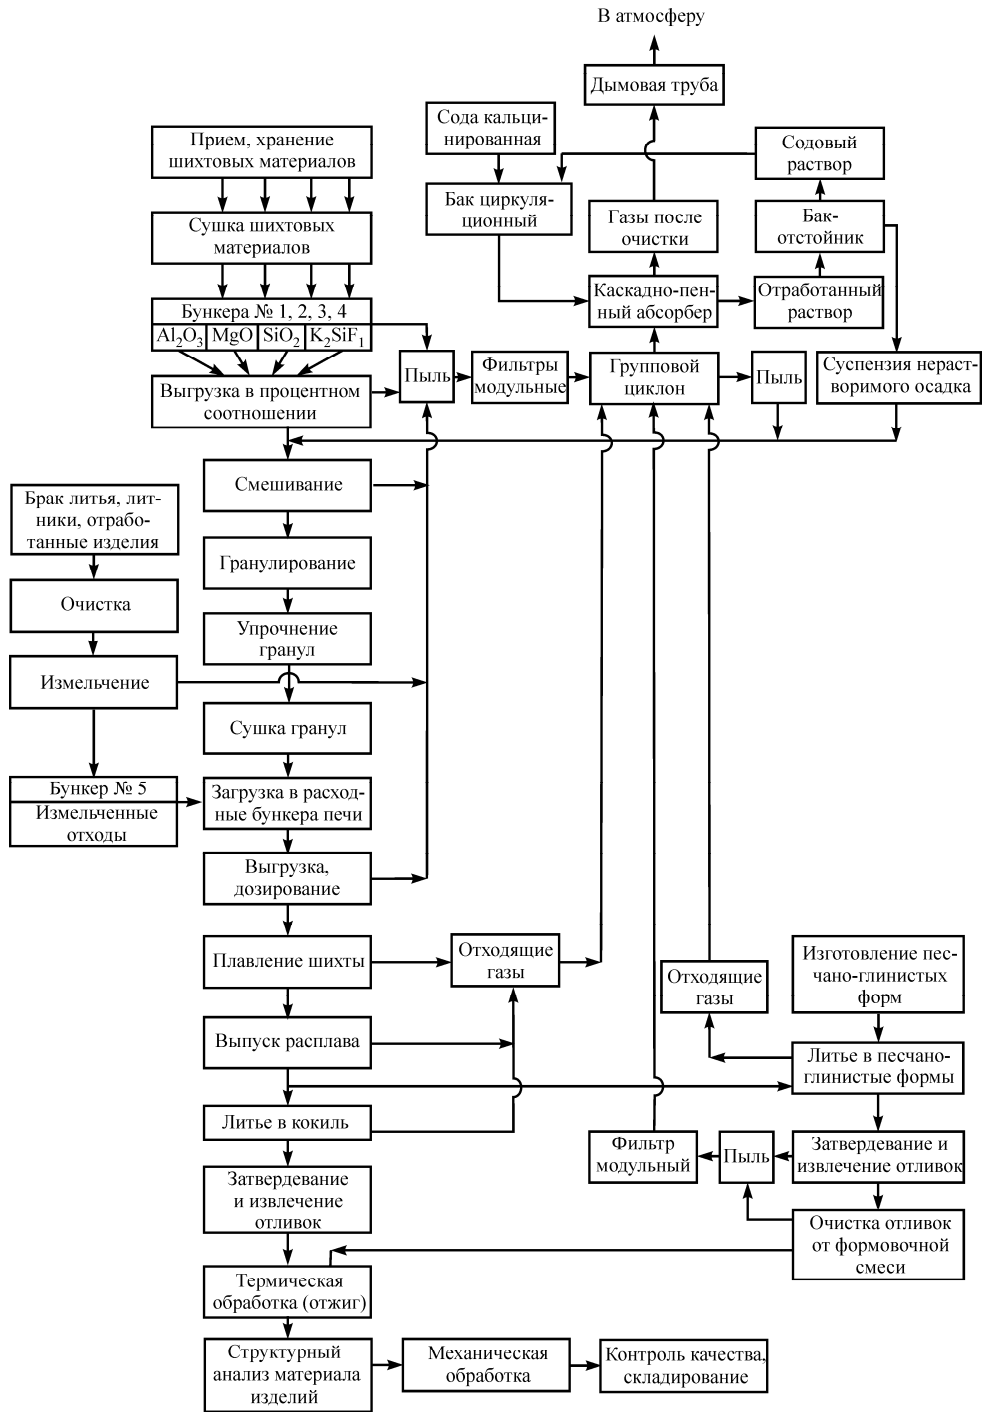 В атмосферу
Дымовая труба
Сода кальци-
нированная
Содовый
раствор
Прием, хранение
шихтовых материалов
Бак циркуля-
ционный
Газы после
очистки
Бак-
отстойник
Сушка шихтовых
материалов
Каскадно-пен-
ный абсорбер
Отработанный
раствор
Бункера № 1, 2, 3, 4
Al2O3
MgO
SiO2
K2SiF1
Пыль
Фильтры
модульные
Групповой
циклон
Пыль
Суспензия нераст-
воримого осадка
Выгрузка в процентном
соотношении
Смешивание
Брак литья, лит-
ники, отрабо-
танные изделия
Гранулирование
Очистка
Упрочнение
гранул
Измельчение
Сушка гранул
Бункер № 5
Измельченные
отходы
Загрузка в расход-
ные бункера печи
Выгрузка,
дозирование
Плавление шихты
Отходящие
газы
Отходящие
газы
Изготовление пес-
чано-глинистых
форм
Выпуск расплава
Литье в песчано-
глинистые формы
Литье в кокиль
Фильтр
модульный
Пыль
Затвердевание и
извлечение отливок
Затвердевание
и извлечение
отливок
Очистка отливок
от формовочной
смеси
Термическая
обработка (отжиг)
Структурный
анализ материала
изделий
Механическая
обработка
Контроль качества,
складирование